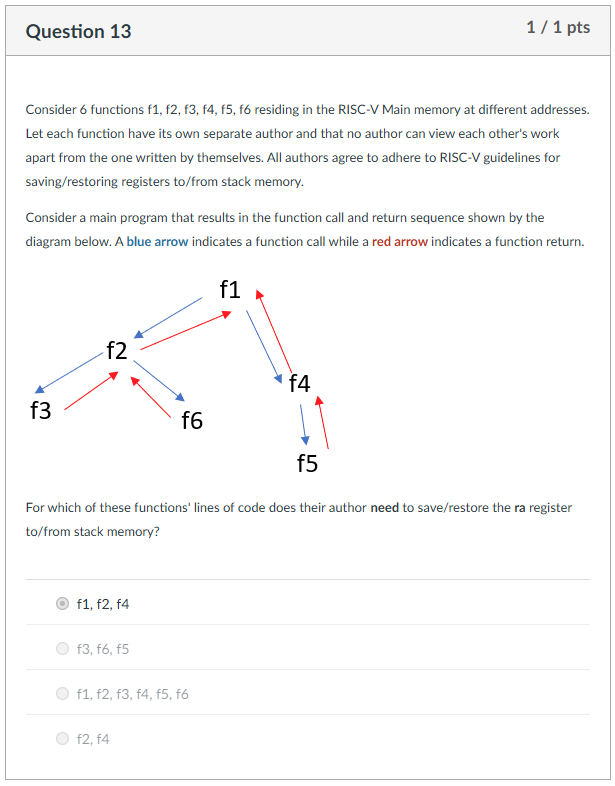 Question 13
1 / 1 pts
Consider 6 functions f1, f2, f3, f4, f5, f6 residing in the RISC-V Main memory at different addresses.
Let each function have its own separate author and that no author can view each other's work
apart from the one written by themselves. All authors agree to adhere to RISC-V guidelines for
saving/restoring registers to/from stack memory.
Consider a main program that results in the function call and return sequence shown by the
diagram below. A blue arrow indicates a function call while a red arrow indicates a function return.
f1
f2
f4
f3
f6
f5
For which of these functions' lines of code does their author need to save/restore the ra register
to/from stack memory?
f1, f2, f4
f3, f6, f5
f1, f2, f3, f4, f5, f6
f2, f4